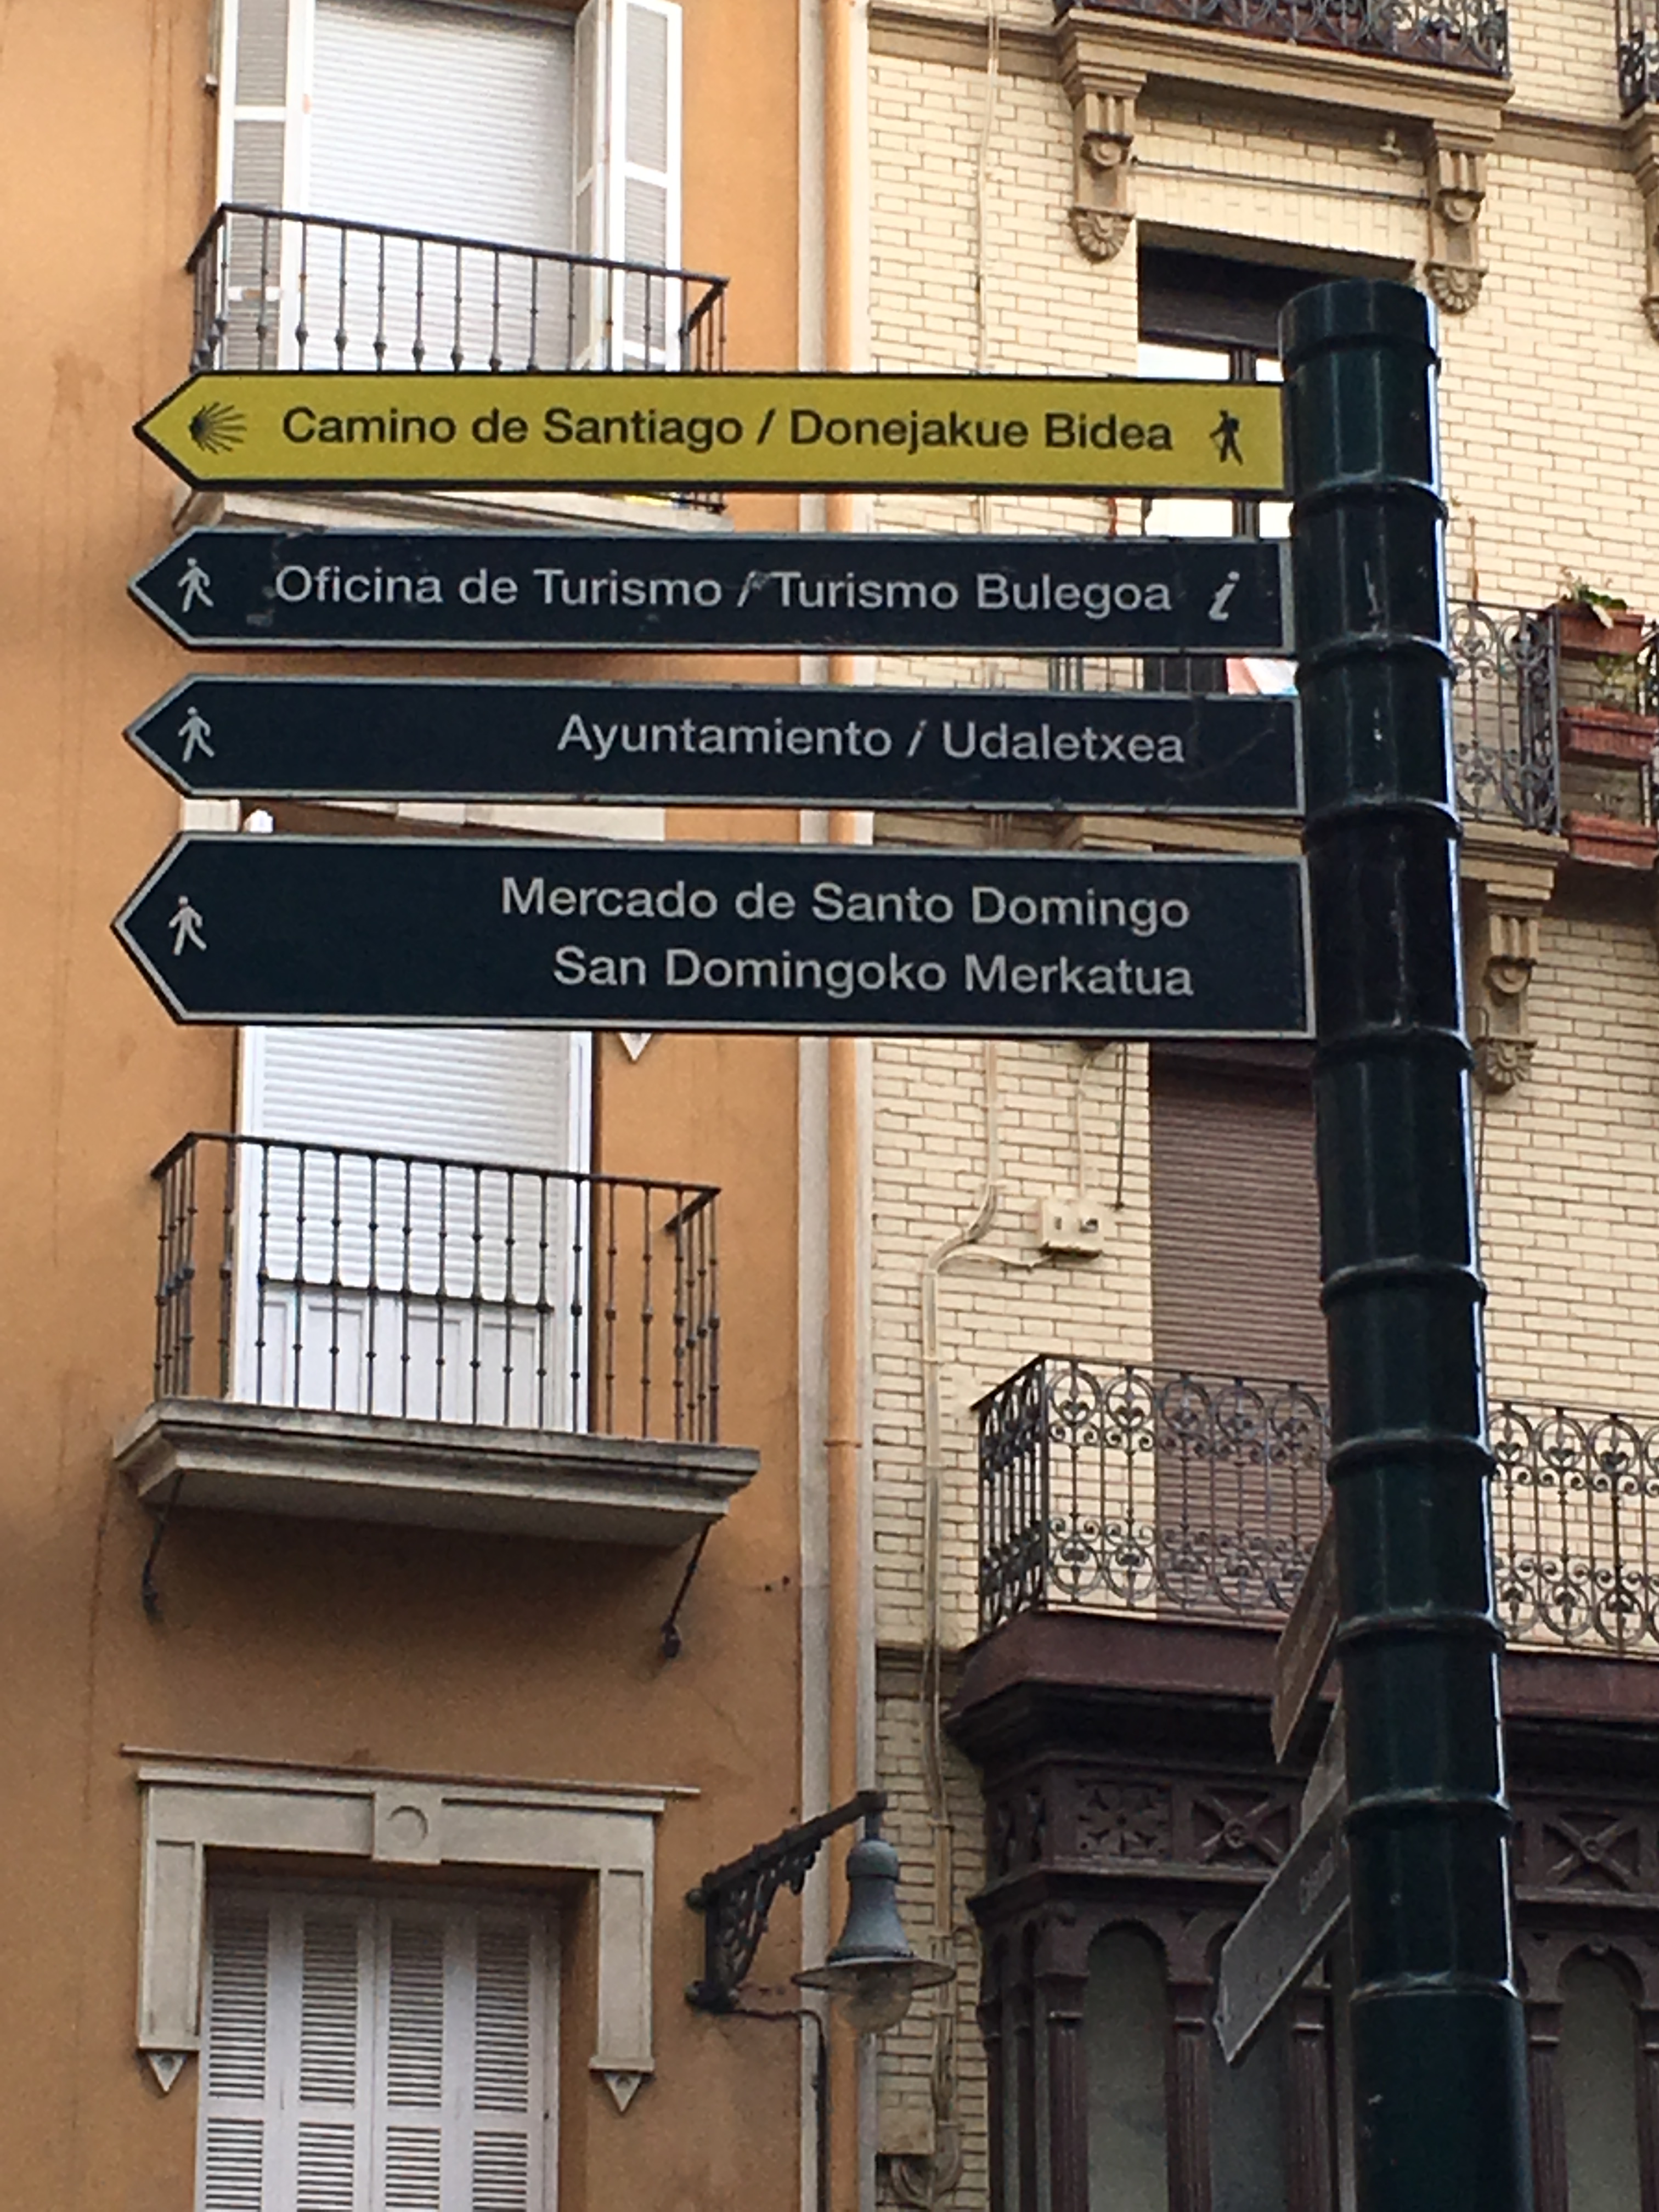 Camino de Santiago / Donejakue Bidea
Oficina de Turismo / Turismo Bulegoa i
Ayuntamiento / Udaletxea
Mercado de Santo Domingo
San Domingoko Merkatua